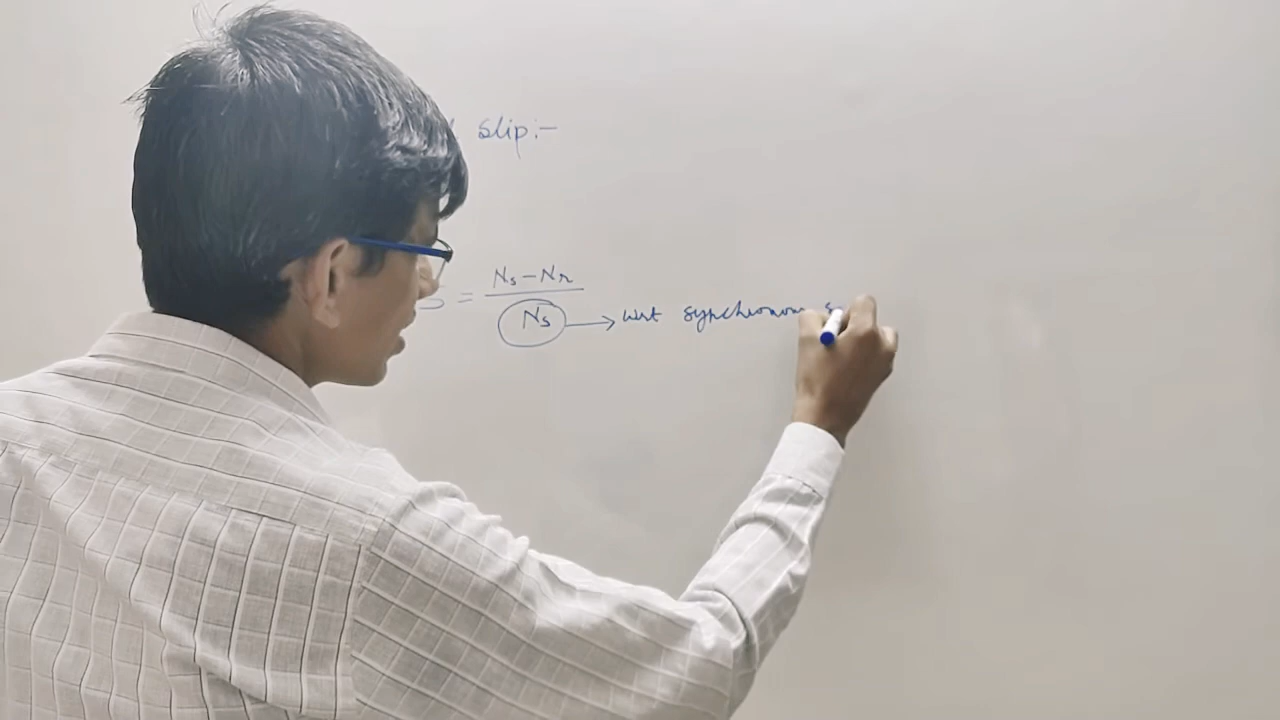 Slip:-
= Ns-Nr
Ns → wrt synchronous s